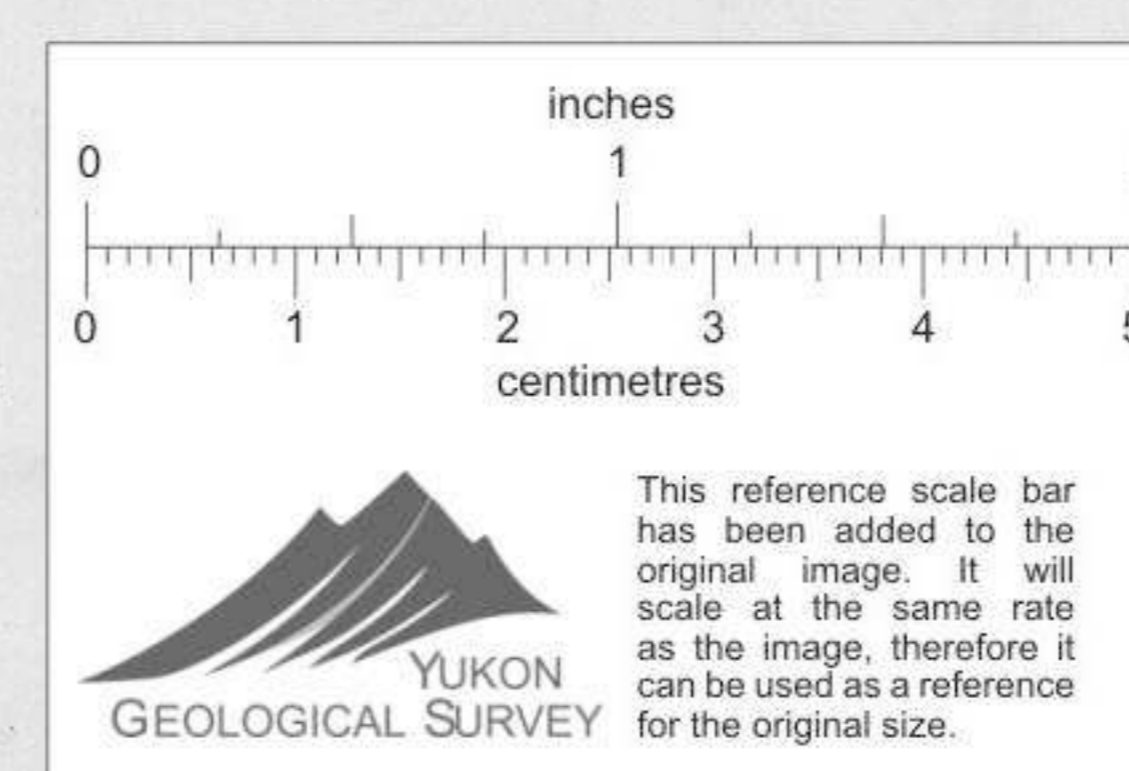 inches
0 1
0 1 2 3 4 5
centimetres
This reference scale bar
has been added to the
original image. It will
scale at the same rate
as the image, therefore it
can be used as a reference
for the original size.
YUKON
GEOLOGICAL SURVEY